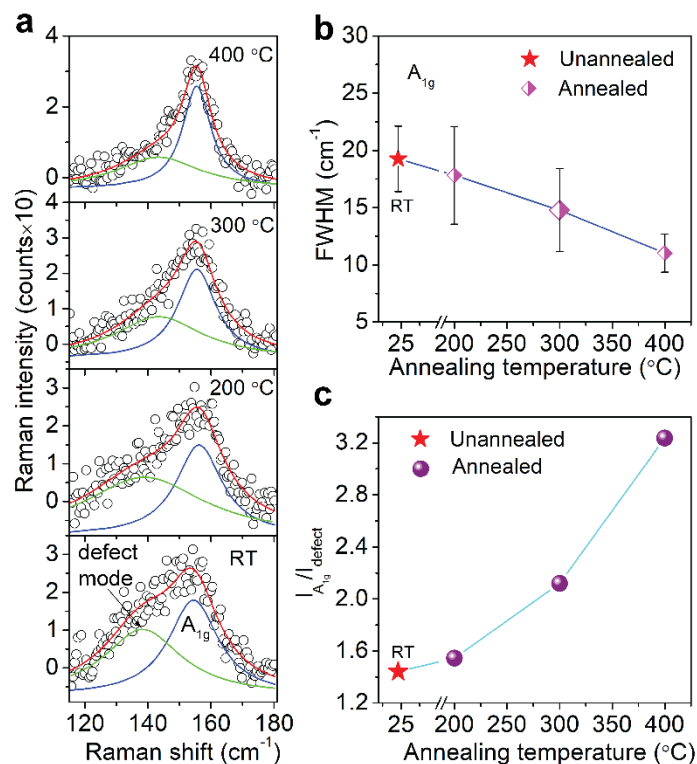 a
400 °C
3
2
1
0
300 °C
3
2
1
0
200 °C
3
2
1
0
RT
defect
mode
A1g
3
2
1
0
120 140 160 180
Raman shift (cm-1)
Raman intensity (counts×10)
b
30
25
20
15
10
5
FWHM (cm-1)
A1g
Unannealed
Annealed
RT
25 200 250 300 350 400
Annealing temperature (°C)
c
3.2
2.8
2.4
2.0
1.6
1.2
IA1g/Idefect
Unannealed
Annealed
RT
25 200 250 300 350 400
Annealing temperature (°C)